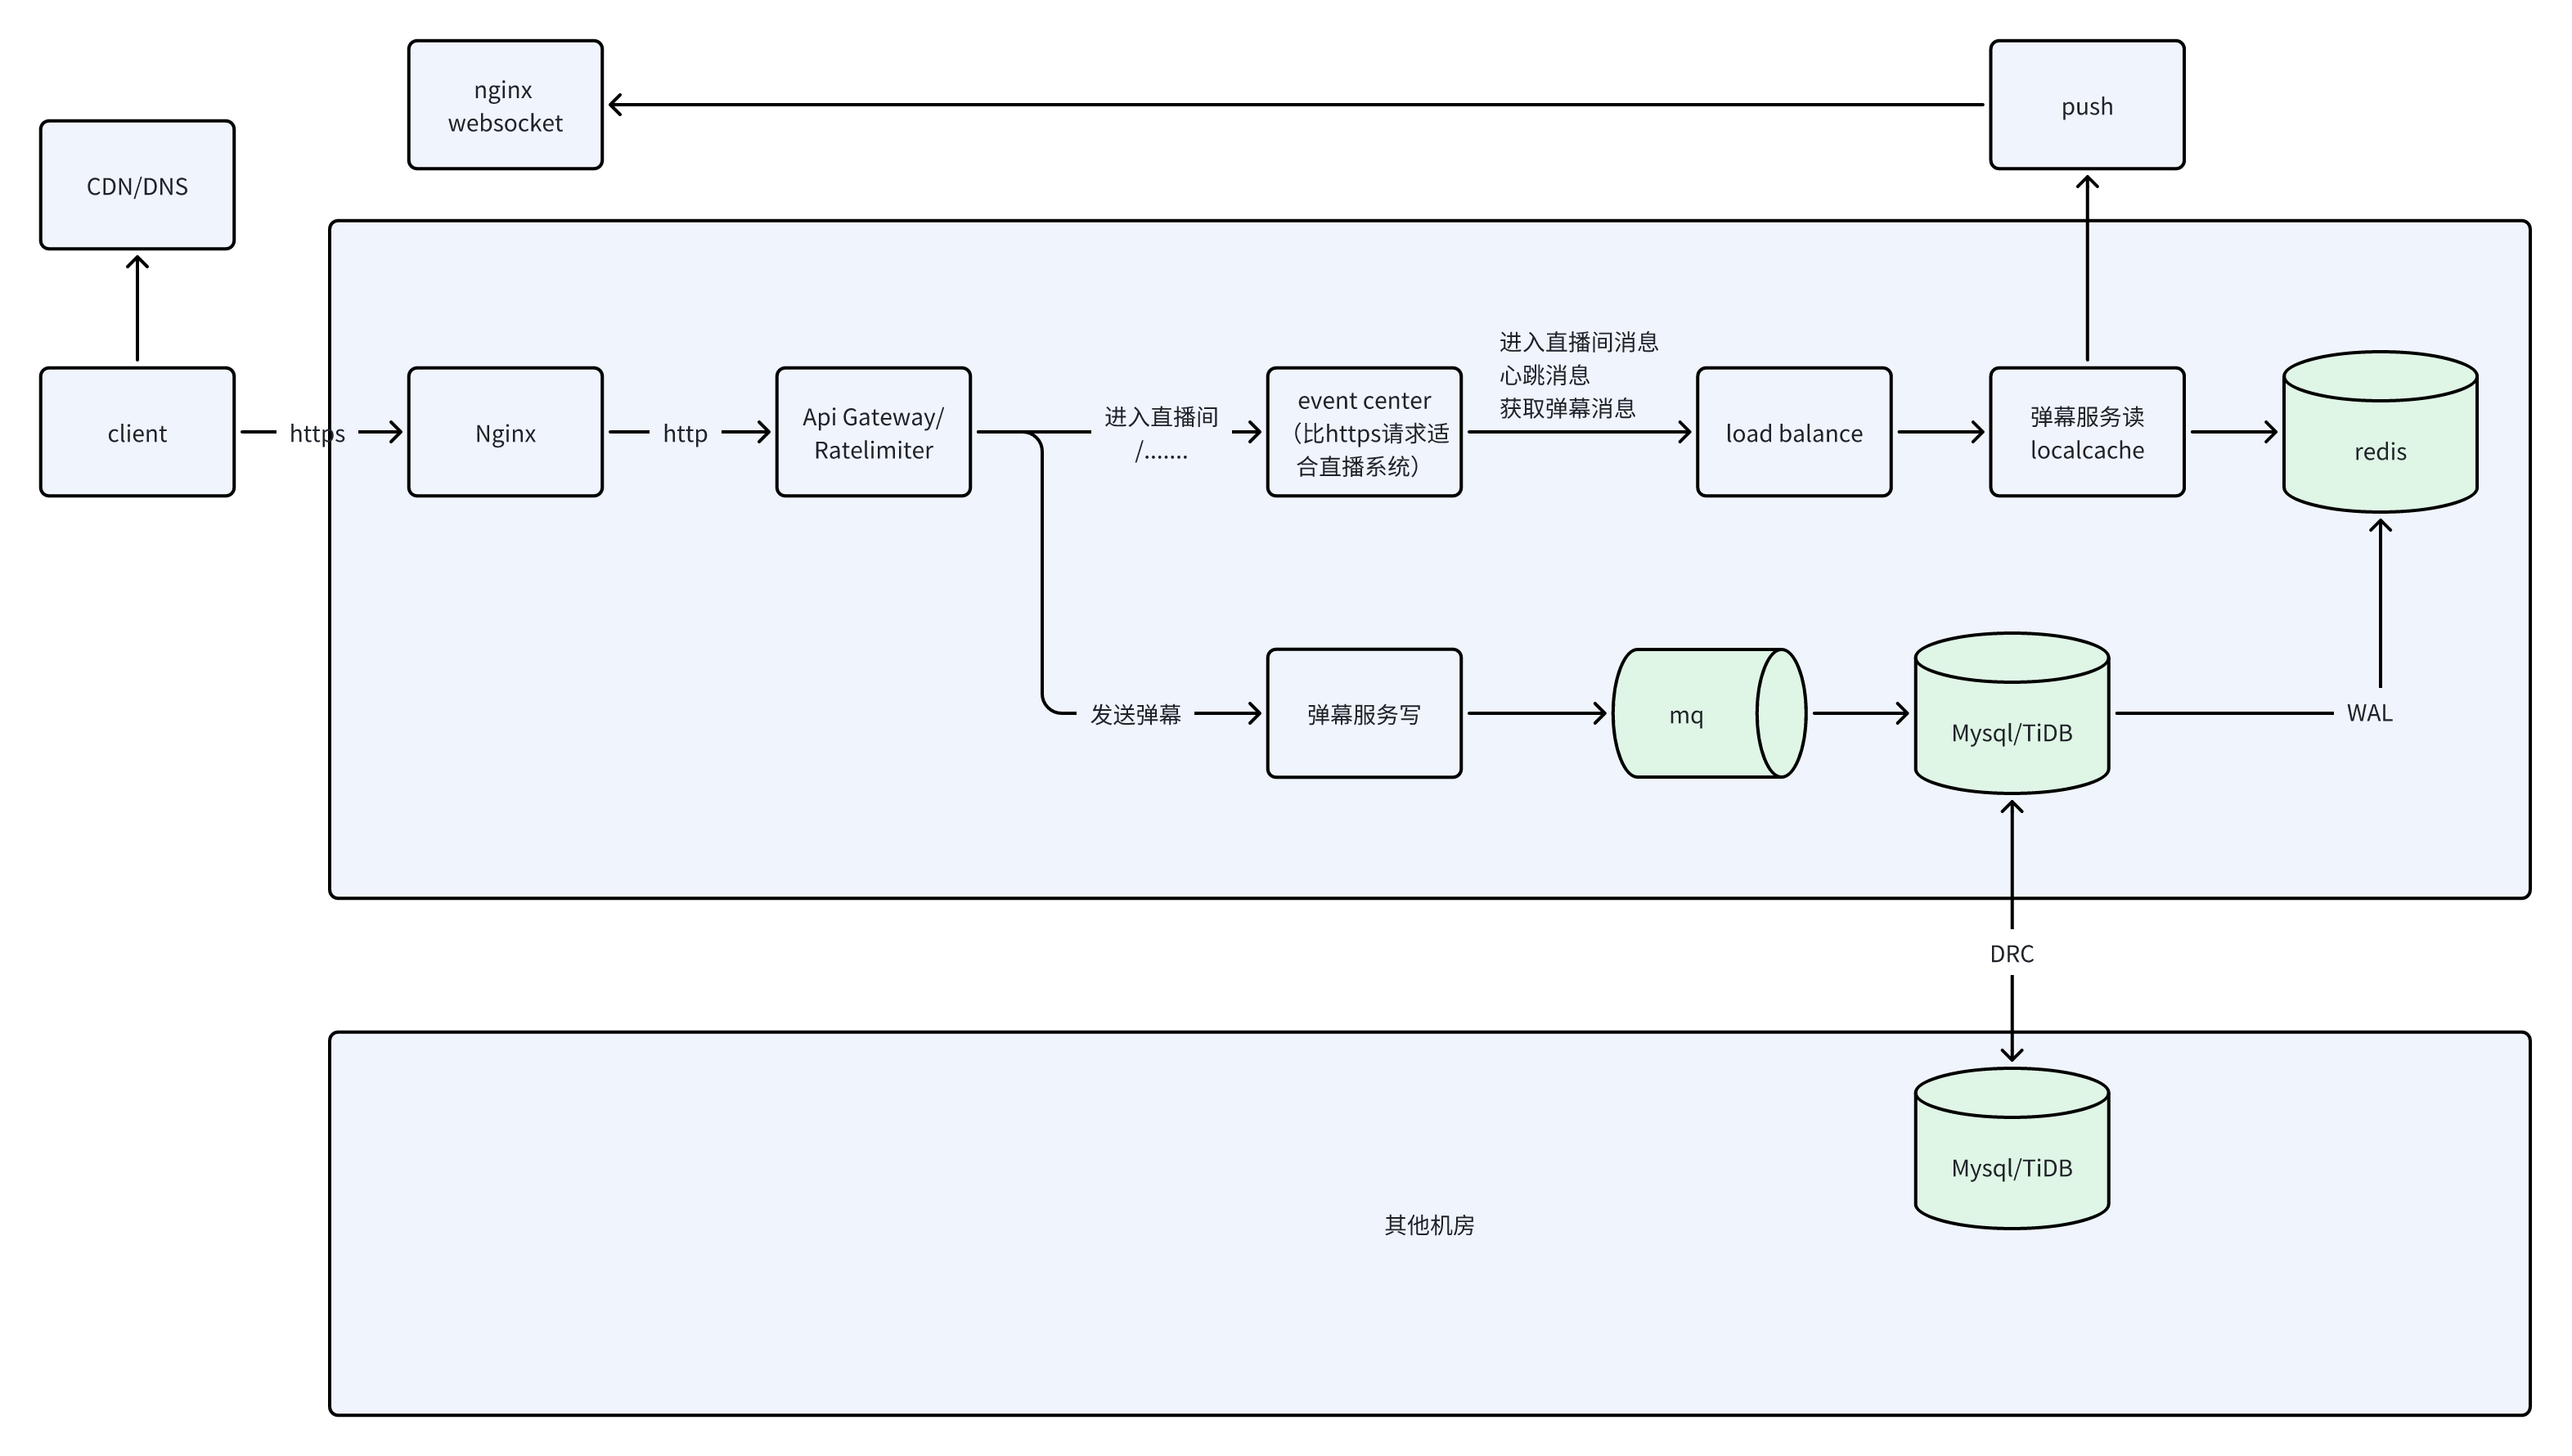 nginx
websocket
push
CDN/DNS
进入直播间消息
心跳消息
获取弹幕消息
client
https
Nginx
http
Api Gateway/
Ratelimiter
进入直播间
/.......
event center
（比https请求适
合直播系统）
load balance
弹幕服务读
localcache
redis
发送弹幕
弹幕服务写
mq
Mysql/TiDB
WAL
DRC
Mysql/TiDB
其他机房